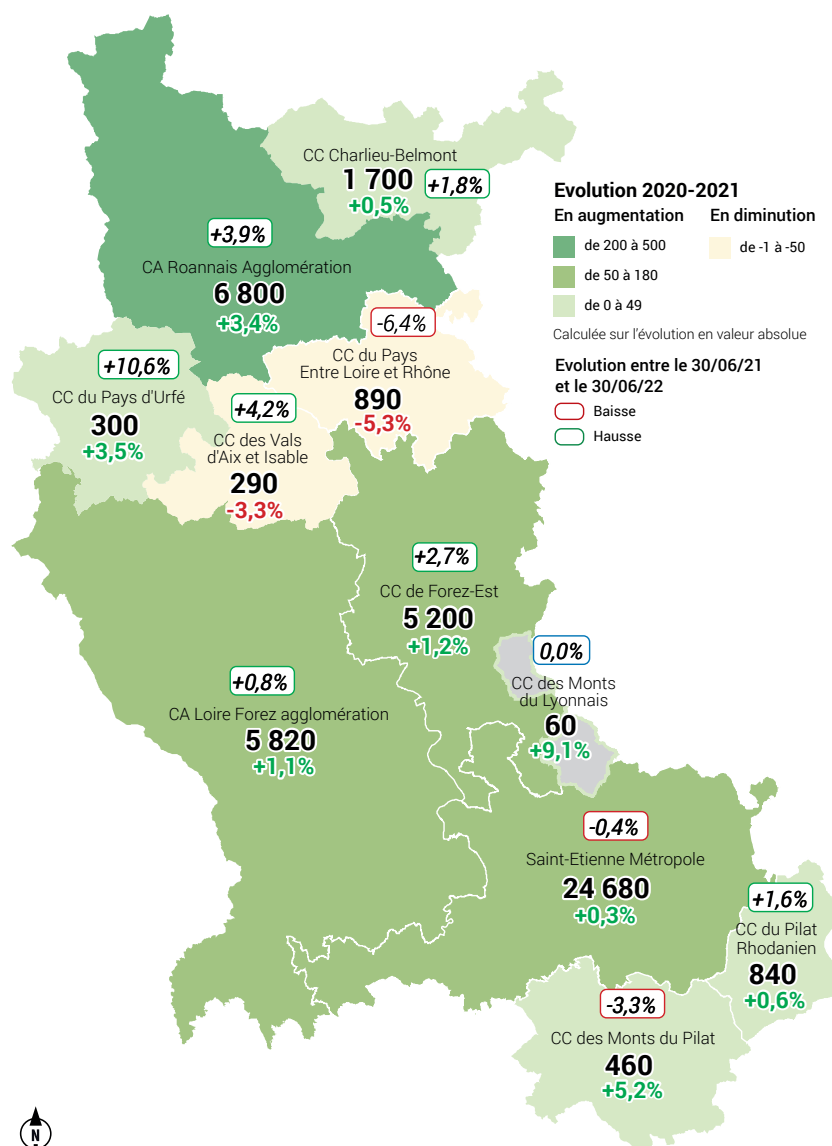 CC Charlieu-Belmont
1 700
+1,8%
+0,5%
+3,9%
CA Roannais Agglomération
6 800
+3,4%
Evolution 2020-2021
En augmentation
En diminution
de 200 à 500
de -1 à -50
de 50 à 180
de 0 à 49
Calculée sur l'évolution en valeur absolue
Evolution entre le 30/06/21
et le 30/06/22
Baisse
Hausse
-6,4%
CC du Pays
Entre Loire et Rhône
890
-5,3%
+10,6%
CC du Pays d'Urfé
300
+3,5%
+4,2%
CC des Vals
d'Aix et Isable
290
-3,3%
+2,7%
CC de Forez-Est
5 200
+1,2%
0,0%
CC des Monts
du Lyonnais
60
+9,1%
+0,8%
CA Loire Forez agglomération
5 820
+1,1%
-0,4%
Saint-Etienne Métropole
24 680
+0,3%
+1,6%
CC du Pilat
Rhodanien
840
+0,6%
-3,3%
CC des Monts du Pilat
460
+5,2%
N